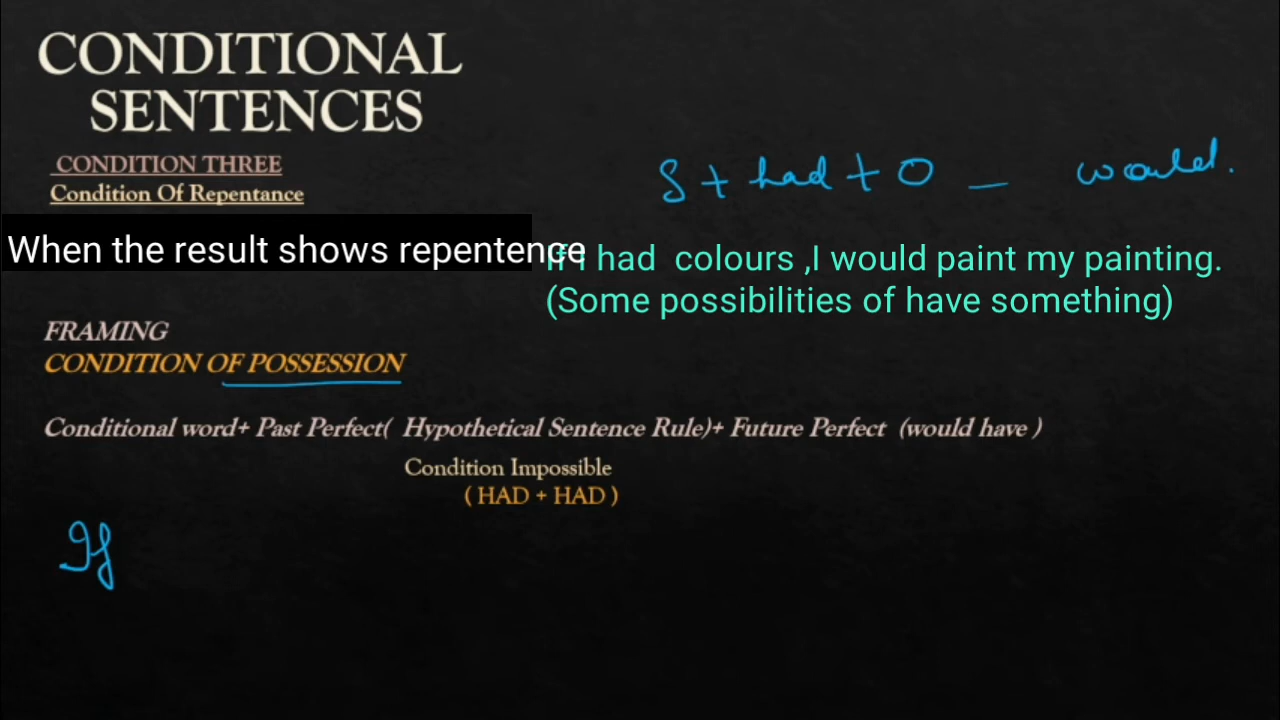 CONDITIONAL
SENTENCES
CONDITION THREE
Condition Of Repentance
S + had + O — would.
When the result shows repentence
If I had colours ,I would paint my painting.
(Some possibilities of have something)
FRAMING
CONDITION OF POSSESSION
Conditional word+ Past Perfect( Hypothetical Sentence Rule)+ Future Perfect (would have )
Condition Impossible
( HAD + HAD )
If